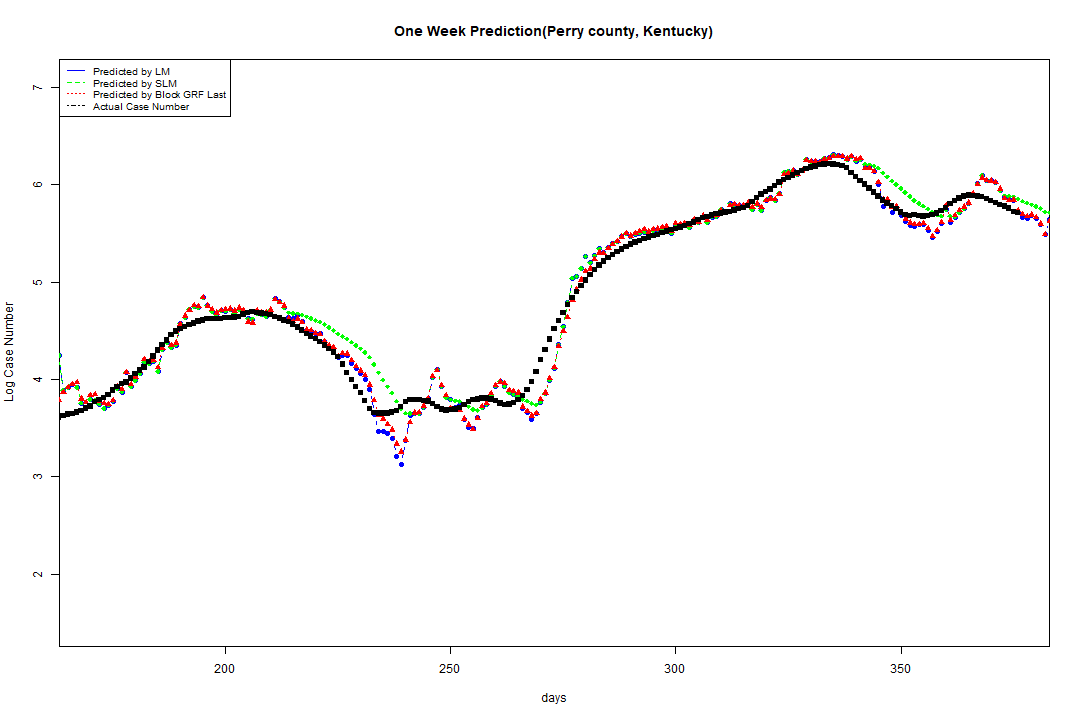 One Week Prediction(Perry county, Kentucky)
Predicted by LM
Predicted by SLM
Predicted by Block GRF Last
Actual Case Number
7
6
5
4
3
2
Log Case Number
200
250
300
350
days